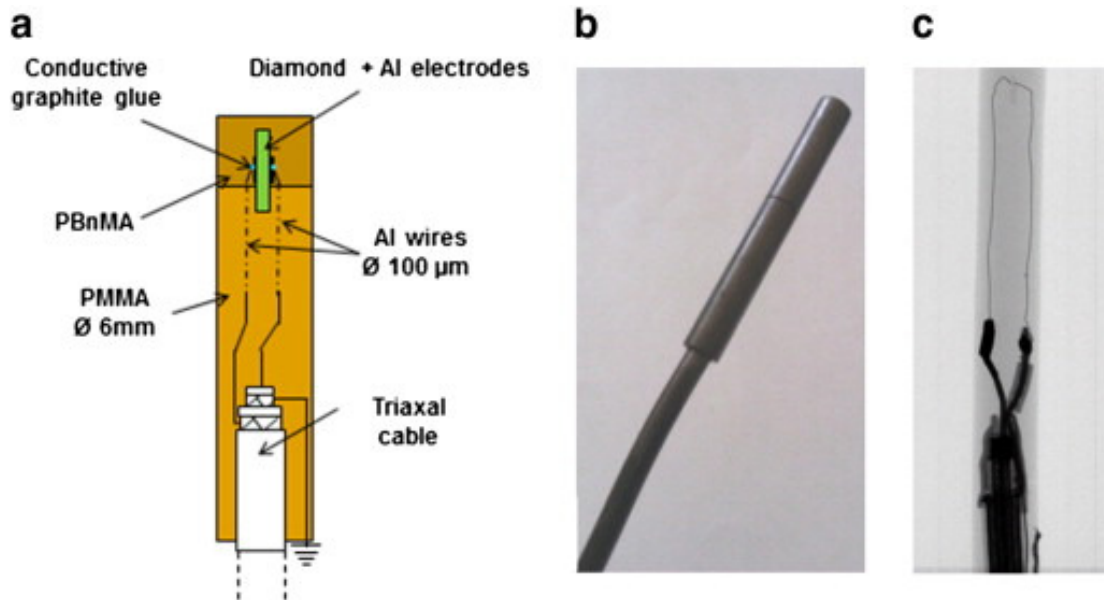 a
Conductive
graphite glue
Diamond + Al electrodes
PBnMA
Al wires
Ø 100 µm
PMMA
Ø 6mm
Triaxal
cable
b
c